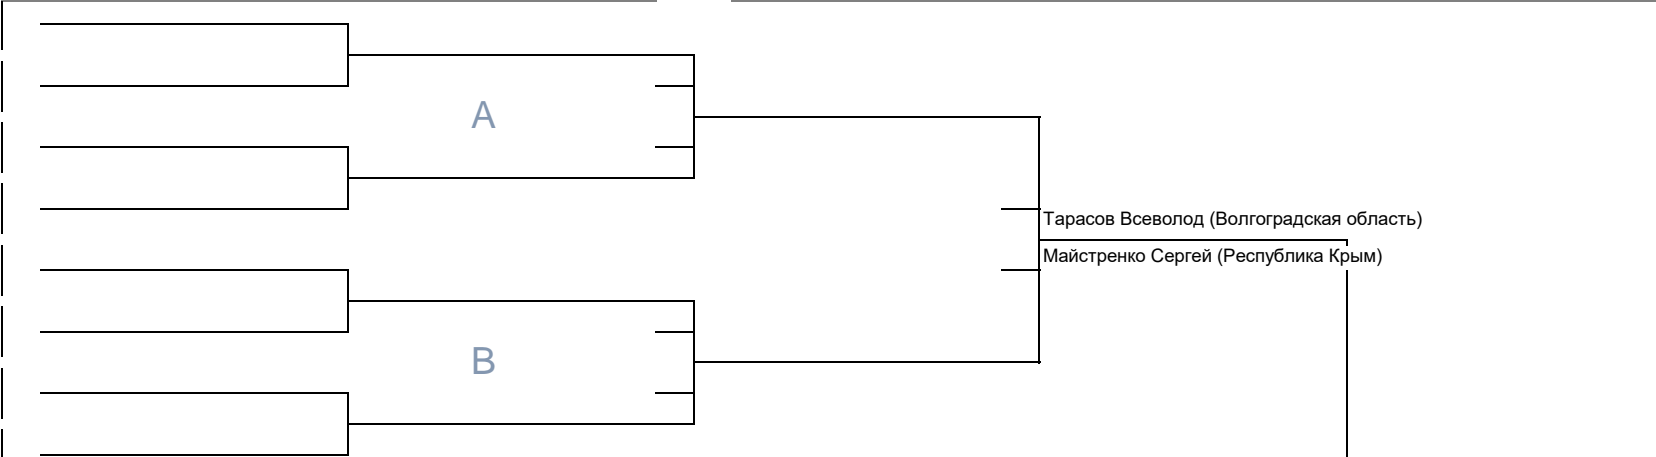 A
Тарасов Всеволод (Волгоградская область)
Майстренко Сергей (Республика Крым)
B